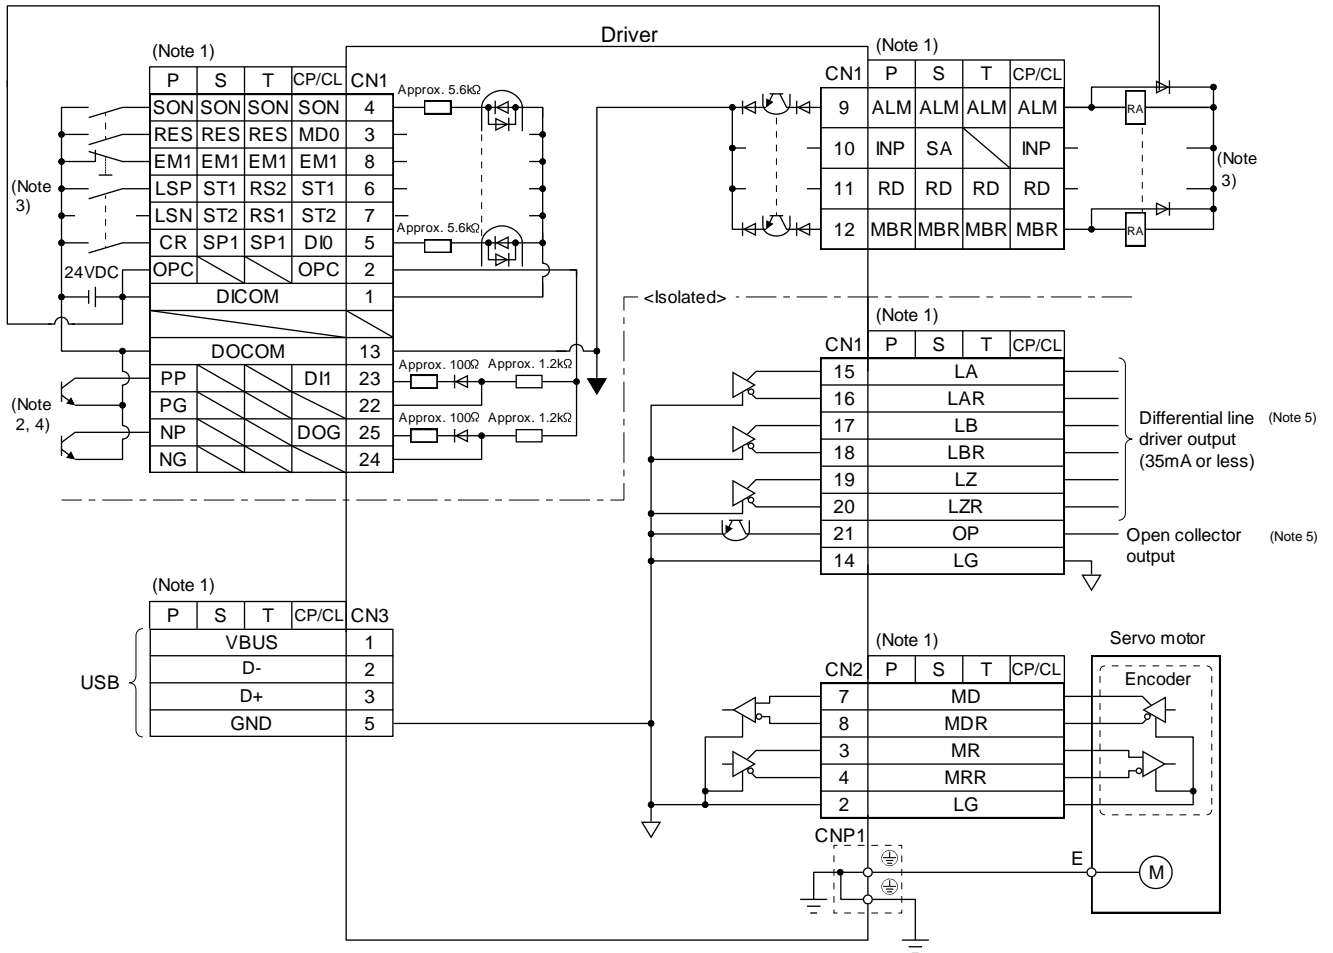 Driver
(Note 1)
P S T CP/CL CN1
SON SON SON SON 4
RES RES RES MD0 3
EM1 EM1 EM1 EM1 8
LSP ST1 RS2 ST1 6
LSN ST2 RS1 ST2 7
CR SP1 SP1 DI0 5
OPC OPC 2
DICOM 1
DOCOM 13
PP DI1 23
PG 22
NP DOG 25
NG 24
(Note
3)
24VDC
(Note
2, 4)
Approx. 5.6kΩ
Approx. 5.6kΩ
Approx. 100Ω Approx. 1.2kΩ
Approx. 100Ω Approx. 1.2kΩ
(Note 1)
CN1 P S T CP/CL
9 ALM ALM ALM ALM
10 INP SA INP
11 RD RD RD RD
12 MBR MBR MBR MBR
RA
RA
(Note
3)
<Isolated>
(Note 1)
CN1 P S T CP/CL
15 LA
16 LAR
17 LB
18 LBR
19 LZ
20 LZR
21 OP
14 LG
Differential line (Note 5)
driver output
(35mA or less)
Open collector (Note 5)
output
(Note 1)
P S T CP/CL CN3
VBUS 1
D- 2
D+ 3
GND 5
USB
(Note 1)
CN2 P S T CP/CL
7 MD
8 MDR
3 MR
4 MRR
2 LG
Servo motor
Encoder
CNP1
E
M